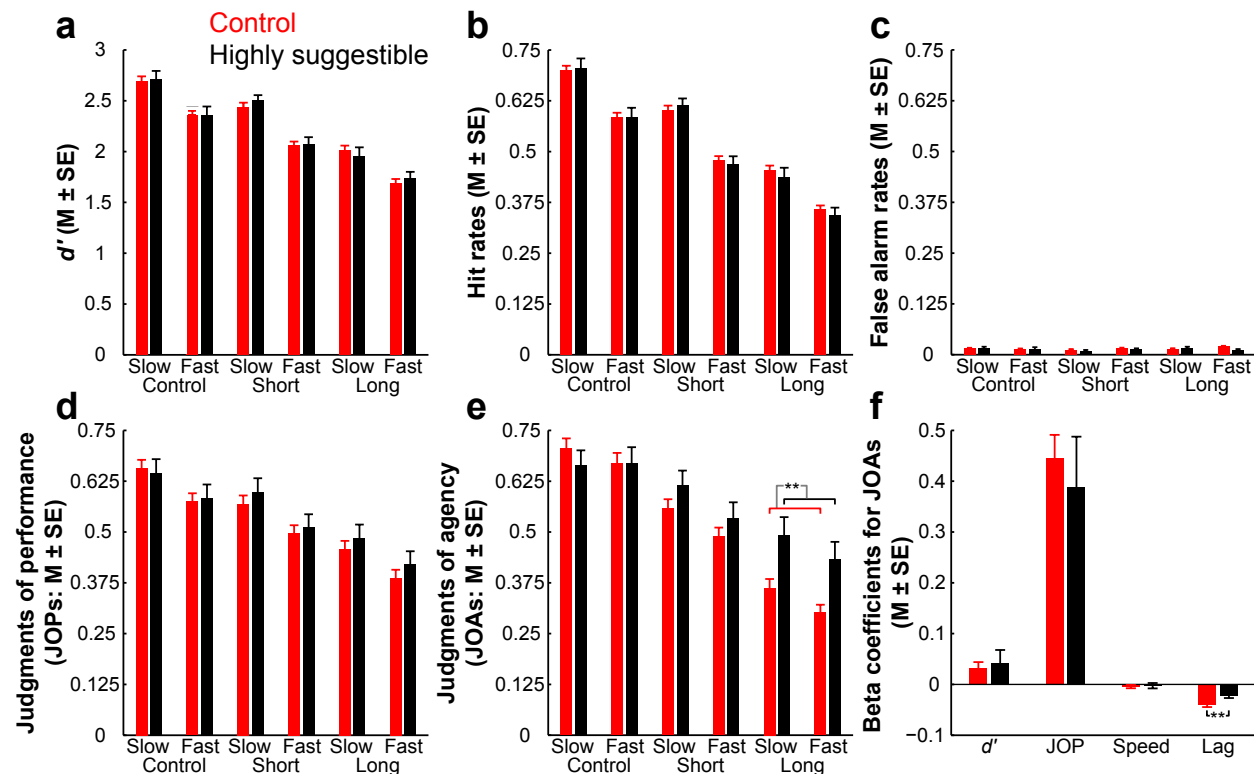 a
Control
Highly suggestible
d′ (M ± SE)
3
2.5
2
1.5
1
0.5
0
Slow Fast Slow Fast Slow Fast
Control Short Long
b
Hit rates (M ± SE)
0.75
0.625
0.5
0.375
0.25
0.125
0
Slow Fast Slow Fast Slow Fast
Control Short Long
c
False alarm rates (M ± SE)
0.75
0.625
0.5
0.375
0.25
0.125
0
Slow Fast Slow Fast Slow Fast
Control Short Long
d
Judgments of performance
(JOPs: M ± SE)
0.75
0.625
0.5
0.375
0.25
0.125
0
Slow Fast Slow Fast Slow Fast
Control Short Long
e
Judgments of agency
(JOAs: M ± SE)
0.75
0.625
0.5
0.375
0.25
0.125
0
**
Slow Fast Slow Fast Slow Fast
Control Short Long
f
Beta coefficients for JOAs
(M ± SE)
0.5
0.4
0.3
0.2
0.1
0
−0.1
**
d′ JOP Speed Lag